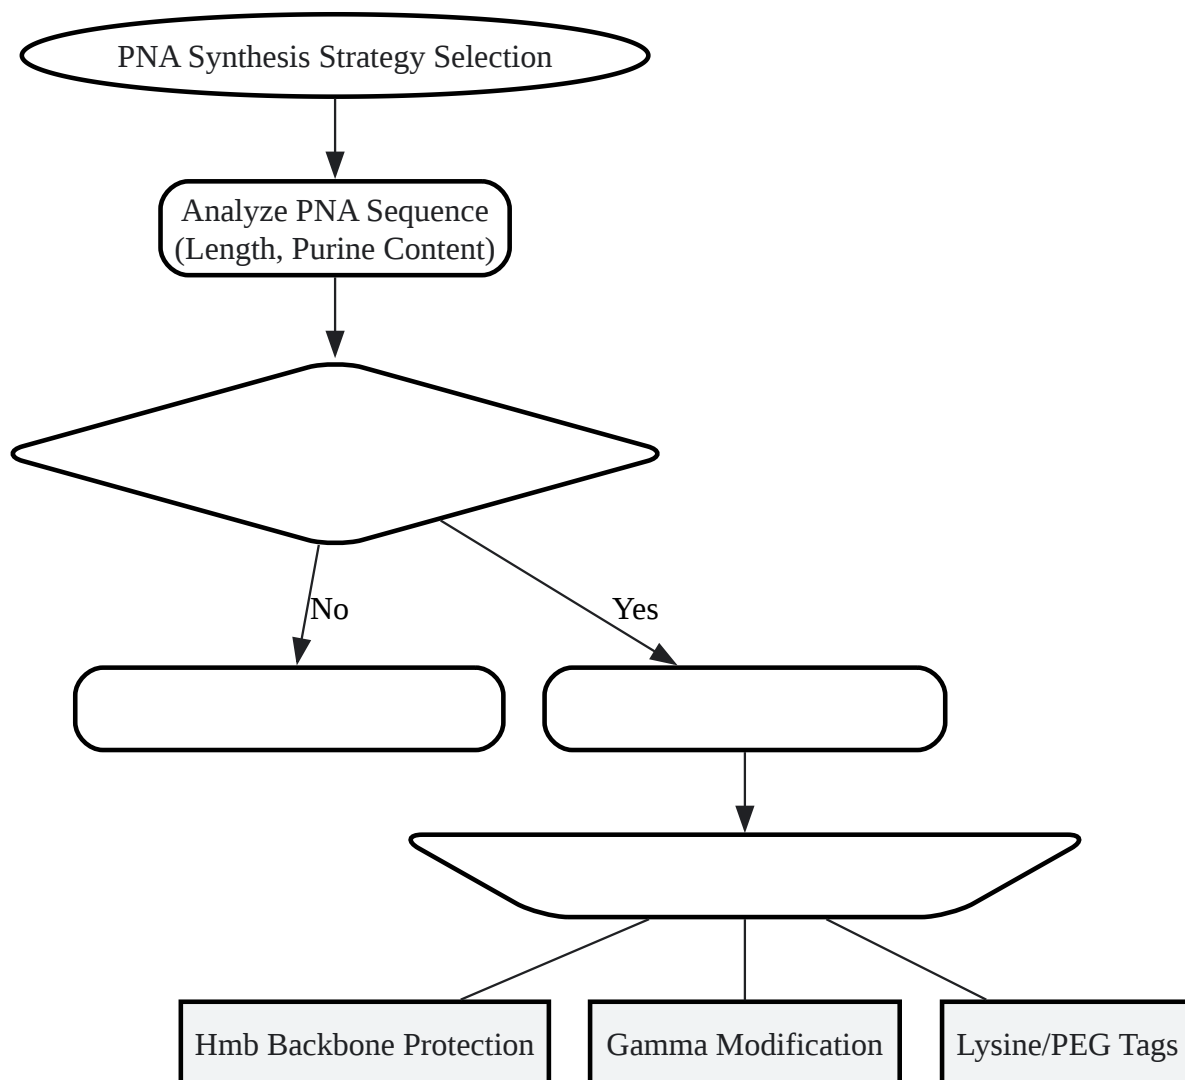 PNA Synthesis Strategy Selection
Analyze PNA Sequence
(Length, Purine Content)
No
Yes
Hmb Backbone Protection
Gamma Modification
Lysine/PEG Tags